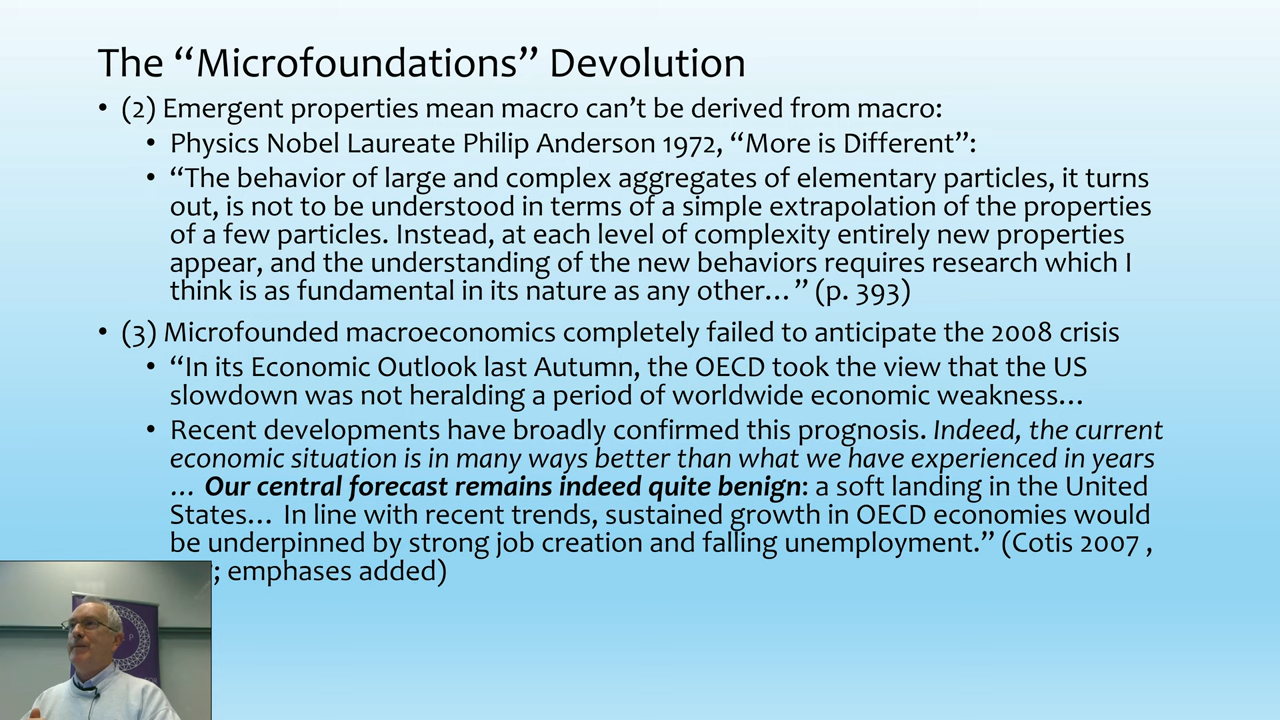 The “Microfoundations” Devolution
• (2) Emergent properties mean macro can’t be derived from macro:
• Physics Nobel Laureate Philip Anderson 1972, “More is Different”:
• “The behavior of large and complex aggregates of elementary particles, it turns
out, is not to be understood in terms of a simple extrapolation of the properties
of a few particles. Instead, at each level of complexity entirely new properties
appear, and the understanding of the new behaviors requires research which I
think is as fundamental in its nature as any other…” (p. 393)
• (3) Microfounded macroeconomics completely failed to anticipate the 2008 crisis
• “In its Economic Outlook last Autumn, the OECD took the view that the US
slowdown was not heralding a period of worldwide economic weakness…
• Recent developments have broadly confirmed this prognosis. Indeed, the current
economic situation is in many ways better than what we have experienced in years
… Our central forecast remains indeed quite benign: a soft landing in the United
States… In line with recent trends, sustained growth in OECD economies would
be underpinned by strong job creation and falling unemployment.” (Cotis 2007 ,
; emphases added)